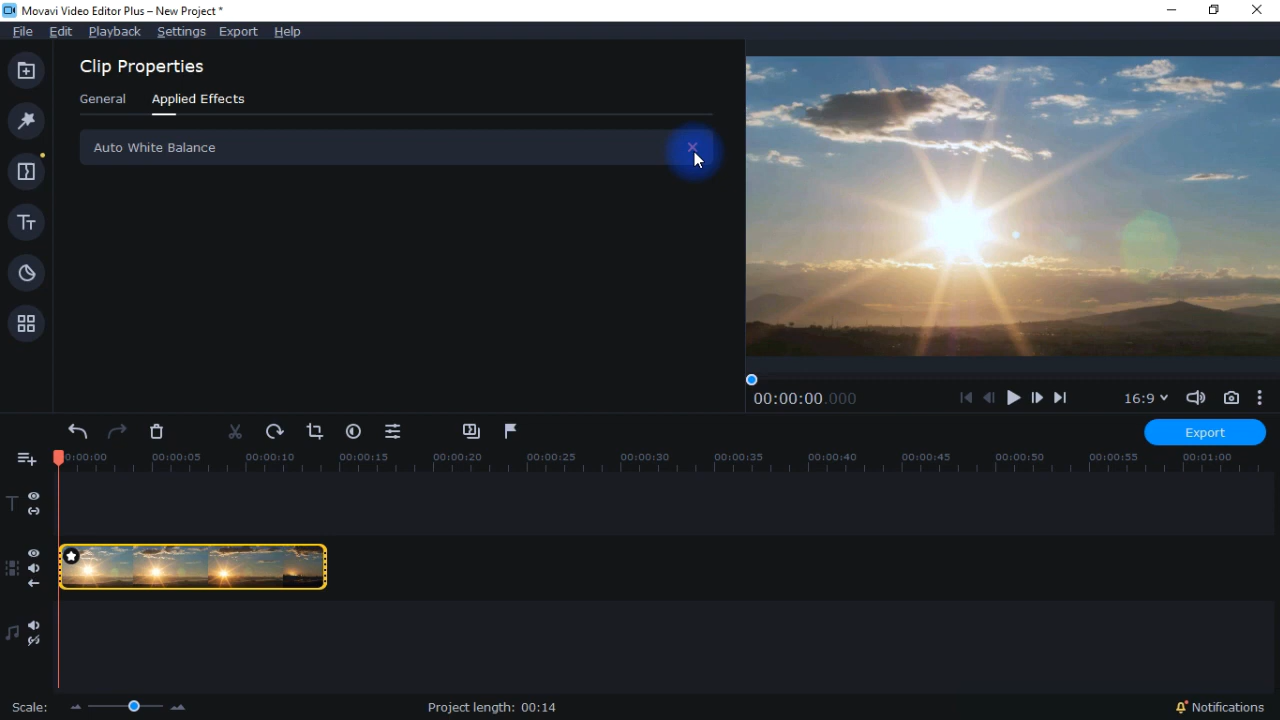 Movavi Video Editor Plus – New Project *
File Edit Playback Settings Export Help
Clip Properties
General Applied Effects
Auto White Balance
00:00:00.000
16:9
Export
0:00:00 00:00:05 00:00:10 00:00:15 00:00:20 00:00:25 00:00:30 00:00:35 00:00:40 00:00:45 00:00:50 00:00:55 00:01:00
Scale: Project length: 00:14 Notifications